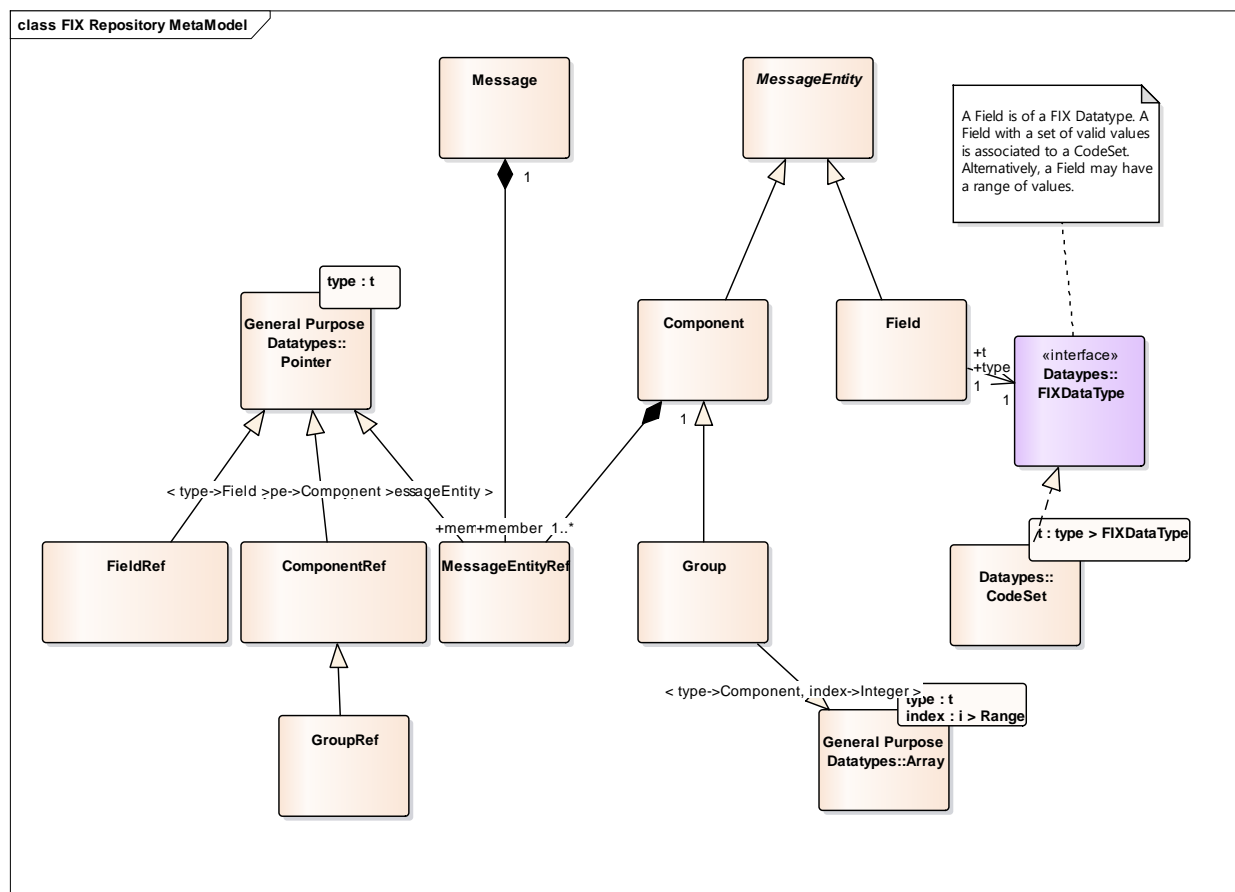 class FIX Repository MetaModel
Message
MessageEntity
1
A Field is of a FIX Datatype. A
Field with a set of valid values
is associated to a CodeSet.
Alternatively, a Field may have
a range of values.
type : t
General Purpose
Datatypes::
Pointer
Component
Field
+t
+type
1
1
«interface»
Dataypes::
FIXDataType
1
< type->Field >
pe->Component >
essageEntity >
+mem
+member 1..*
t : type > FIXDataType
FieldRef
ComponentRef
MessageEntityRef
Group
Dataypes::
CodeSet
< type->Component, index->Integer >
type : t
index : i > Range
GroupRef
General Purpose
Datatypes::Array